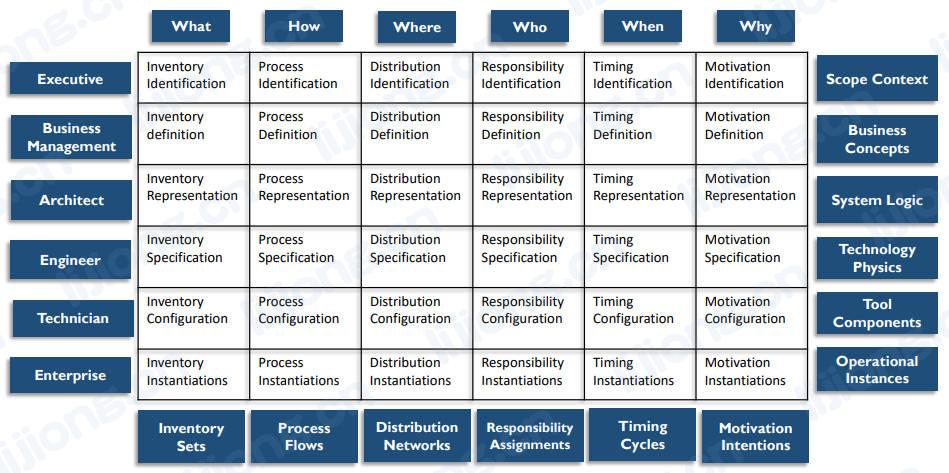 What How Where Who When Why
Executive
Inventory Identification
Process Identification
Distribution Identification
Responsibility Identification
Timing Identification
Motivation Identification
Scope Context
Business Management
Inventory definition
Process Definition
Distribution Definition
Responsibility Definition
Timing Definition
Motivation Definition
Business Concepts
Architect
Inventory Representation
Process Representation
Distribution Representation
Responsibility Representation
Timing Representation
Motivation Representation
System Logic
Engineer
Inventory Specification
Process Specification
Distribution Specification
Responsibility Specification
Timing Specification
Motivation Specification
Technology Physics
Technician
Inventory Configuration
Process Configuration
Distribution Configuration
Responsibility Configuration
Timing Configuration
Motivation Configuration
Tool Components
Enterprise
Inventory Instantiations
Process Instantiations
Distribution Instantiations
Responsibility Instantiations
Timing Instantiations
Motivation Instantiations
Operational Instances
Inventory Sets
Process Flows
Distribution Networks
Responsibility Assignments
Timing Cycles
Motivation Intentions
lijiong.cn